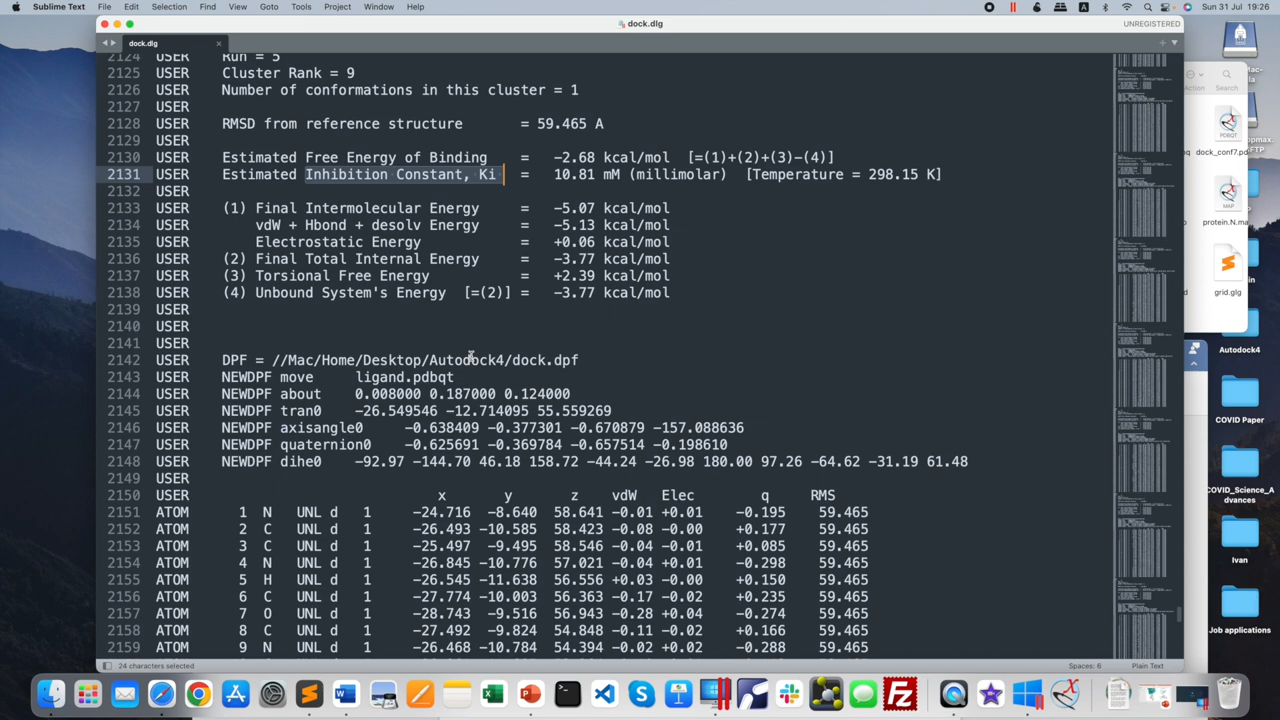 Sublime Text File Edit Selection Find View Goto Tools Project Window Help Sun 31 Jul 19:26
dock.dlg UNREGISTERED
dock.dlg
2124 USER Run = 5
2125 USER Cluster Rank = 9
2126 USER Number of conformations in this cluster = 1
2127 USER
2128 USER RMSD from reference structure = 59.465 A
2129 USER
2130 USER Estimated Free Energy of Binding = -2.68 kcal/mol [=(1)+(2)+(3)-(4)]
2131 USER Estimated Inhibition Constant, Ki = 10.81 mM (millimolar) [Temperature = 298.15 K]
2132 USER
2133 USER (1) Final Intermolecular Energy = -5.07 kcal/mol
2134 USER vdW + Hbond + desolv Energy = -5.13 kcal/mol
2135 USER Electrostatic Energy = +0.06 kcal/mol
2136 USER (2) Final Total Internal Energy = -3.77 kcal/mol
2137 USER (3) Torsional Free Energy = +2.39 kcal/mol
2138 USER (4) Unbound System's Energy [=(2)] = -3.77 kcal/mol
2139 USER
2140 USER
2141 USER
2142 USER DPF = //Mac/Home/Desktop/Autodock4/dock.dpf
2143 USER NEWDPF move ligand.pdbqt
2144 USER NEWDPF about 0.008000 0.187000 0.124000
2145 USER NEWDPF tran0 -26.549546 -12.714095 55.559269
2146 USER NEWDPF axisangle0 -0.377361 -0.670879 -157.088636
2147 USER NEWDPF quaternion0 -0.625691 -0.369784 -0.657514 -0.198610
2148 USER NEWDPF dihe0 -92.97 -144.70 46.18 158.72 -44.24 -26.98 180.00 97.26 -64.62 -31.19 61.48
2149 USER
2150 USER x y z vdW Elec q RMS
2151 ATOM 1 N UNL d 1 -8.640 58.641 -0.01 +0.01 -0.195 59.465
2152 ATOM 2 C UNL d 1 -25.493 -10.585 58.423 -0.08 -0.00 +0.177 59.465
2153 ATOM 3 C UNL d 1 -25.497 -9.495 58.546 -0.04 -0.01 +0.085 59.465
2154 ATOM 4 N UNL d 1 -26.845 -10.776 57.021 -0.04 +0.01 -0.298 59.465
2155 ATOM 5 H UNL d 1 -26.545 -11.638 56.556 +0.03 -0.00 +0.150 59.465
2156 ATOM 6 C UNL d 1 -27.774 -10.003 56.353 -0.17 -0.02 +0.235 59.465
2157 ATOM 7 O UNL d 1 -9.516 56.943 -0.28 +0.04 -0.274 59.465
2158 ATOM 8 C UNL d 1 -27.492 -9.824 54.848 -0.11 -0.02 +0.166 59.465
2159 ATOM 9 N UNL d 1 -26.468 -10.784 54.394 -0.02 +0.02 -0.288 59.465
24 characters selected Spaces: 6 Plain Text
Action Search
PDBQT
dock_conf7.pd
MAP
protein.N.ma
grid.glg
Autodock4
COVID Paper
COVID_Science_A
dvances
Ivan
Job applications